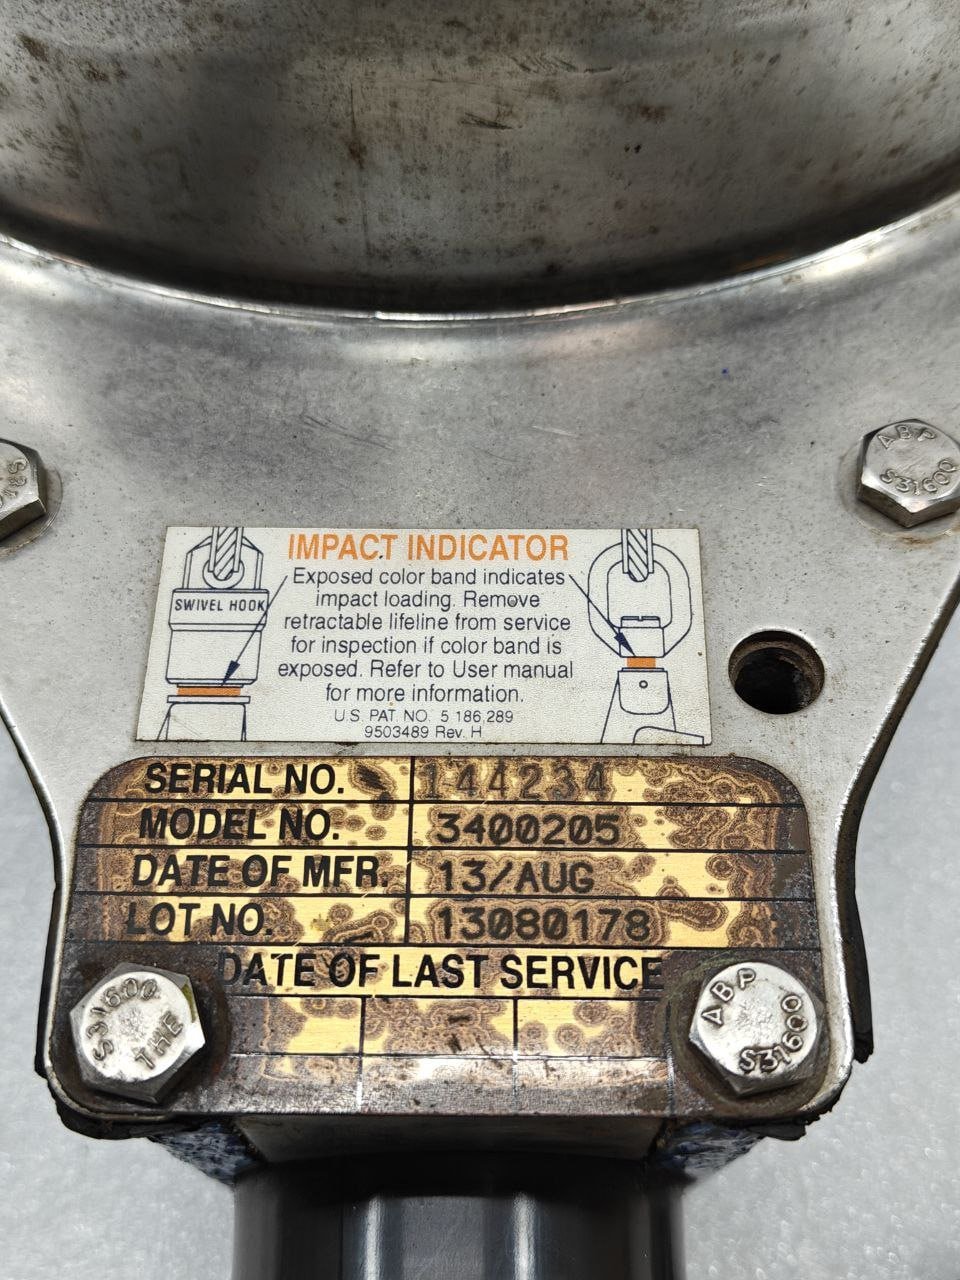 ABP
S31600
S316
IMPACT INDICATOR
Exposed color band indicates
impact loading. Remove
retractable lifeline from service
for inspection if color band is
exposed. Refer to User manual
for more information.
U.S. PAT. NO. 5 186,289
9503489 Rev. H
SWIVEL HOOK
SERIAL NO. 144234
MODEL NO. 3400205
DATE OF MFR. 13/AUG
LOT NO. 13080178
DATE OF LAST SERVICE
S31600
THE
ABP
S31600